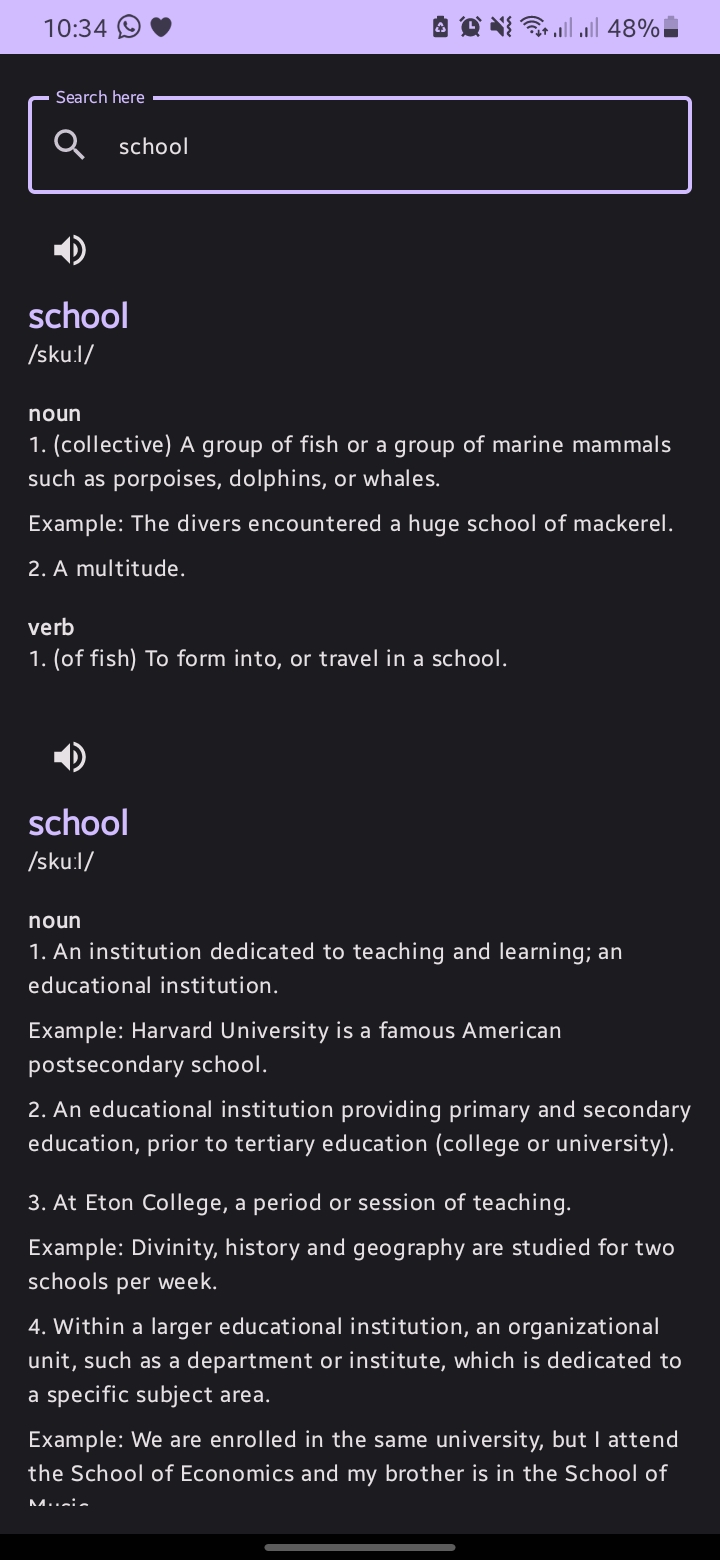 10:34
48%
Search here
school
school
/skuːl/
noun
1. (collective) A group of fish or a group of marine mammals
such as porpoises, dolphins, or whales.
Example: The divers encountered a huge school of mackerel.
2. A multitude.
verb
1. (of fish) To form into, or travel in a school.
school
/skuːl/
noun
1. An institution dedicated to teaching and learning; an
educational institution.
Example: Harvard University is a famous American
postsecondary school.
2. An educational institution providing primary and secondary
education, prior to tertiary education (college or university).
3. At Eton College, a period or session of teaching.
Example: Divinity, history and geography are studied for two
schools per week.
4. Within a larger educational institution, an organizational
unit, such as a department or institute, which is dedicated to
a specific subject area.
Example: We are enrolled in the same university, but I attend
the School of Economics and my brother is in the School of
Music.